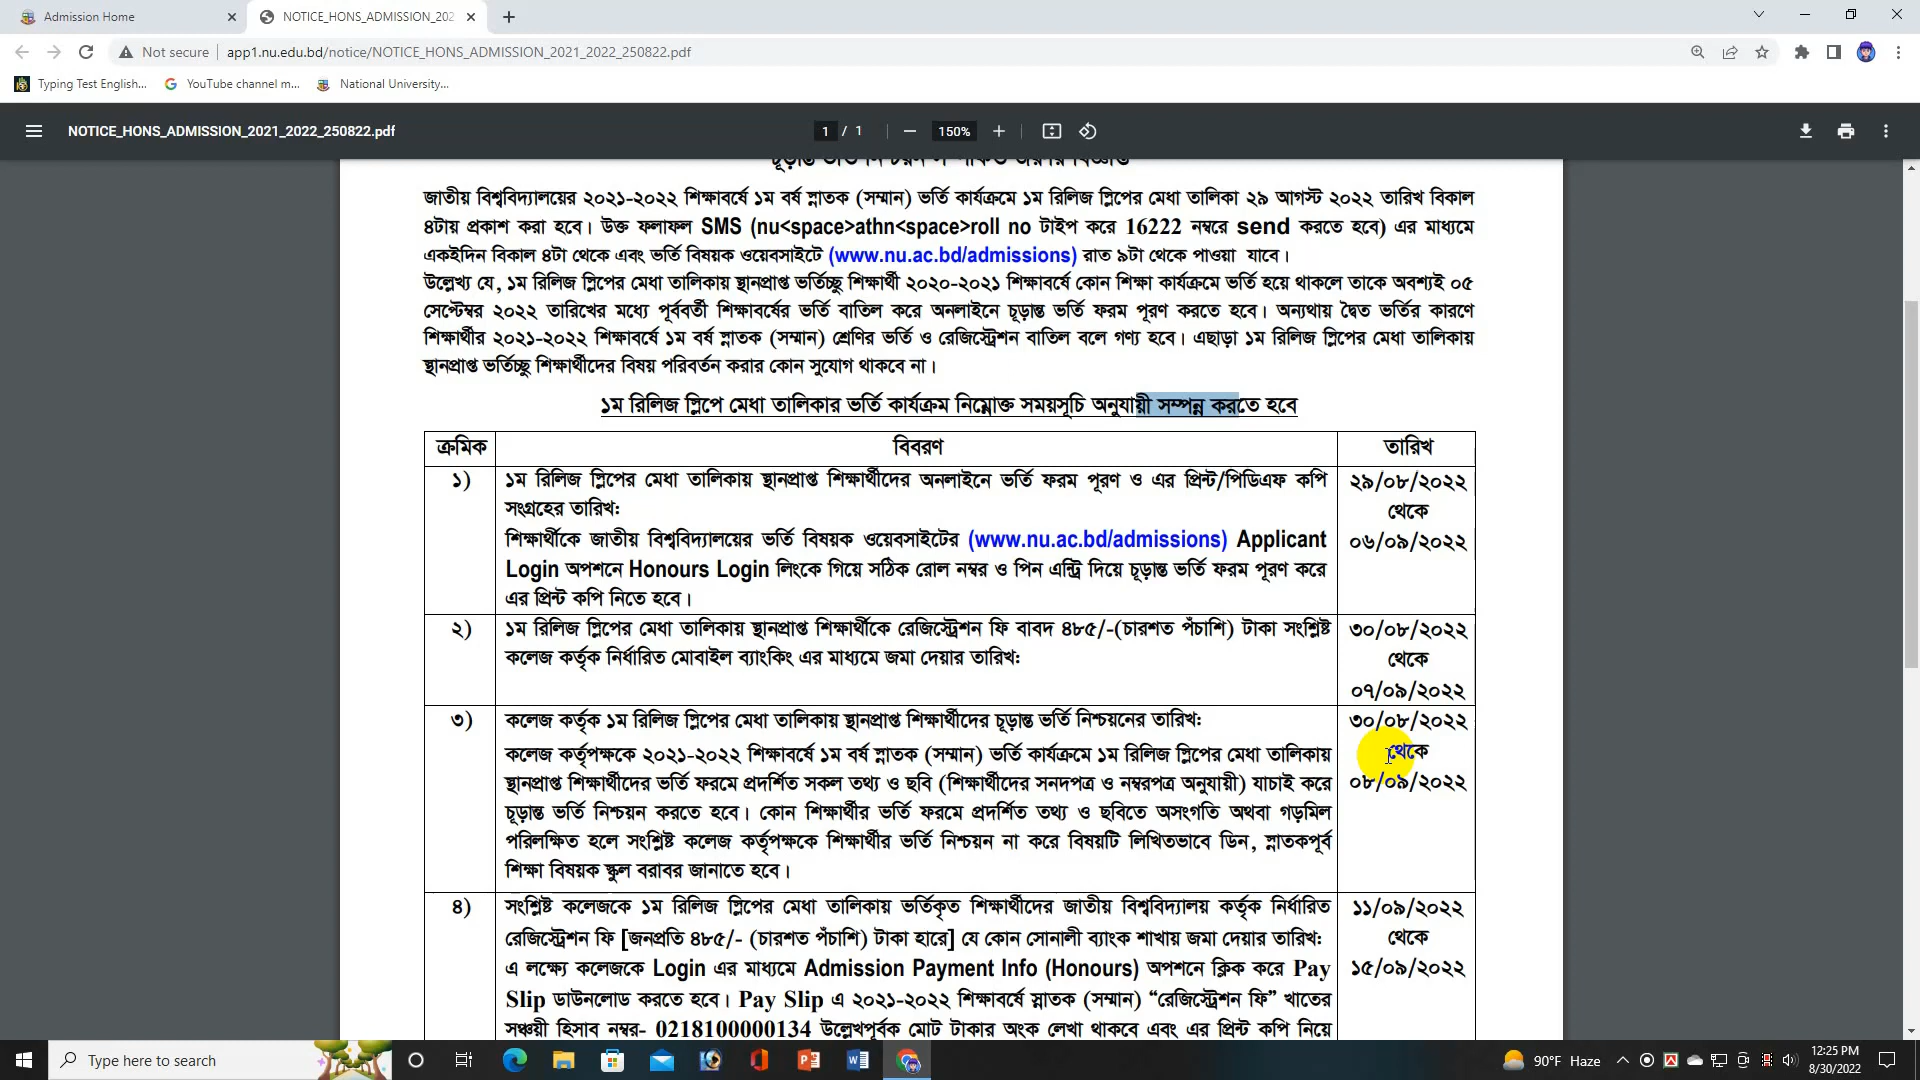 Admission Home
NOTICE_HONS_ADMISSION_202
Not secure
app1.nu.edu.bd/notice/NOTICE_HONS_ADMISSION_2021_2022_250822.pdf
Typing Test English...
YouTube channel m...
National University...
NOTICE_HONS_ADMISSION_2021_2022_250822.pdf
1 / 1
150%
জাতীয় বিশ্ববিদ্যালয়ের ২০২১-২০২২ শিক্ষাবর্ষে ১ম বর্ষ স্নাতক (সম্মান) ভর্তি কার্যক্রমে ১ম রিলিজ স্লিপের মেধা তালিকা ২৯ আগস্ট ২০২২ তারিখ বিকাল
৪টায় প্রকাশ করা হবে। উক্ত ফলাফল SMS (nu<space>athn<space>roll no টাইপ করে 16222 নম্বরে send করতে হবে) এর মাধ্যমে
একইদিন বিকাল ৪টা থেকে এবং ভর্তি বিষয়ক ওয়েবসাইটে (www.nu.ac.bd/admissions) রাত ৯টা থেকে পাওয়া যাবে।
উল্লেখ্য যে, ১ম রিলিজ স্লিপের মেধা তালিকায় স্থানপ্রাপ্ত ভর্তিচ্ছু শিক্ষার্থী ২০২০-২০২১ শিক্ষাবর্ষে কোন শিক্ষা কার্যক্রমে ভর্তি হয়ে থাকলে তাকে অবশ্যই ০৫
সেপ্টেম্বর ২০২২ তারিখের মধ্যে পূর্ববর্তী শিক্ষাবর্ষের ভর্তি বাতিল করে অনলাইনে চূড়ান্ত ভর্তি ফরম পূরণ করতে হবে। অন্যথায় দ্বৈত ভর্তির কারণে
শিক্ষার্থীর ২০২১-২০২২ শিক্ষাবর্ষে ১ম বর্ষ স্নাতক (সম্মান) শ্রেণির ভর্তি ও রেজিস্ট্রেশন বাতিল বলে গণ্য হবে। এছাড়া ১ম রিলিজ স্লিপের মেধা তালিকায়
স্থানপ্রাপ্ত ভর্তিচ্ছু শিক্ষার্থীদের বিষয় পরিবর্তন করার কোন সুযোগ থাকবে না।
১ম রিলিজ স্লিপে মেধা তালিকার ভর্তি কার্যক্রম নিম্নোক্ত সময়সূচি অনুযায়ী সম্পন্ন করতে হবে
ক্রমিক বিবরণ তারিখ
১) ১ম রিলিজ স্লিপের মেধা তালিকায় স্থানপ্রাপ্ত শিক্ষার্থীদের অনলাইনে ভর্তি ফরম পূরণ ও এর প্রিন্ট/পিডিএফ কপি ২৯/০৮/২০২২
সংগ্রহের তারিখঃ থেকে
শিক্ষার্থীকে জাতীয় বিশ্ববিদ্যালয়ের ভর্তি বিষয়ক ওয়েবসাইটের (www.nu.ac.bd/admissions) Applicant ০৬/০৯/২০২২
Login অপশনে Honours Login লিংকে গিয়ে সঠিক রোল নম্বর ও পিন এন্ট্রি দিয়ে চূড়ান্ত ভর্তি ফরম পূরণ করে
এর প্রিন্ট কপি নিতে হবে।
২) ১ম রিলিজ স্লিপের মেধা তালিকায় স্থানপ্রাপ্ত শিক্ষার্থীকে রেজিস্ট্রেশন ফি বাবদ ৪৮৫/-(চারশত পঁচাশি) টাকা সংশ্লিষ্ট ৩০/০৮/২০২২
কলেজ কর্তৃক নির্ধারিত মোবাইল ব্যাংকিং এর মাধ্যমে জমা দেয়ার তারিখঃ থেকে
০৭/০৯/২০২২
৩) কলেজ কর্তৃক ১ম রিলিজ স্লিপের মেধা তালিকায় স্থানপ্রাপ্ত শিক্ষার্থীদের চূড়ান্ত ভর্তি নিশ্চয়নের তারিখঃ ৩০/০৮/২০২২
কলেজ কর্তৃপক্ষকে ২০২১-২০২২ শিক্ষাবর্ষে ১ম বর্ষ স্নাতক (সম্মান) ভর্তি কার্যক্রমে ১ম রিলিজ স্লিপের মেধা তালিকায় থেকে
স্থানপ্রাপ্ত শিক্ষার্থীদের ভর্তি ফরমে প্রদর্শিত সকল তথ্য ও ছবি (শিক্ষার্থীদের সনদপত্র ও নম্বরপত্র অনুযায়ী) যাচাই করে ০৮/০৯/২০২২
চূড়ান্ত ভর্তি নিশ্চয়ন করতে হবে। কোন শিক্ষার্থীর ভর্তি ফরমে প্রদর্শিত তথ্য ও ছবিতে অসংগতি অথবা গড়মিল
পরিলক্ষিত হলে সংশ্লিষ্ট কলেজ কর্তৃপক্ষকে শিক্ষার্থীর ভর্তি নিশ্চয়ন না করে বিষয়টি লিখিতভাবে ডিন, স্নাতকপূর্ব
শিক্ষা বিষয়ক স্কুল বরাবর জানাতে হবে।
৪) সংশ্লিষ্ট কলেজকে ১ম রিলিজ স্লিপের মেধা তালিকায় ভর্তিকৃত শিক্ষার্থীদের জাতীয় বিশ্ববিদ্যালয় কর্তৃক নির্ধারিত ১১/০৯/২০২২
রেজিস্ট্রেশন ফি [জনপ্রতি ৪৮৫/- (চারশত পঁচাশি) টাকা হারে] যে কোন সোনালী ব্যাংক শাখায় জমা দেয়ার তারিখঃ থেকে
এ লক্ষ্যে কলেজকে Login এর মাধ্যমে Admission Payment Info (Honours) অপশনে ক্লিক করে Pay ১৫/০৯/২০২২
Slip ডাউনলোড করতে হবে। Pay Slip এ ২০২১-২০২২ শিক্ষাবর্ষে স্নাতক (সম্মান) “রেজিস্ট্রেশন ফি” খাতের
সঞ্চয়ী হিসাব নম্বর- 0218100000134 উল্লেখপূর্বক মোট টাকার অংক লেখা থাকবে এবং এর প্রিন্ট কপি নিয়ে
Type here to search
90°F Haze
12:25 PM
8/30/2022